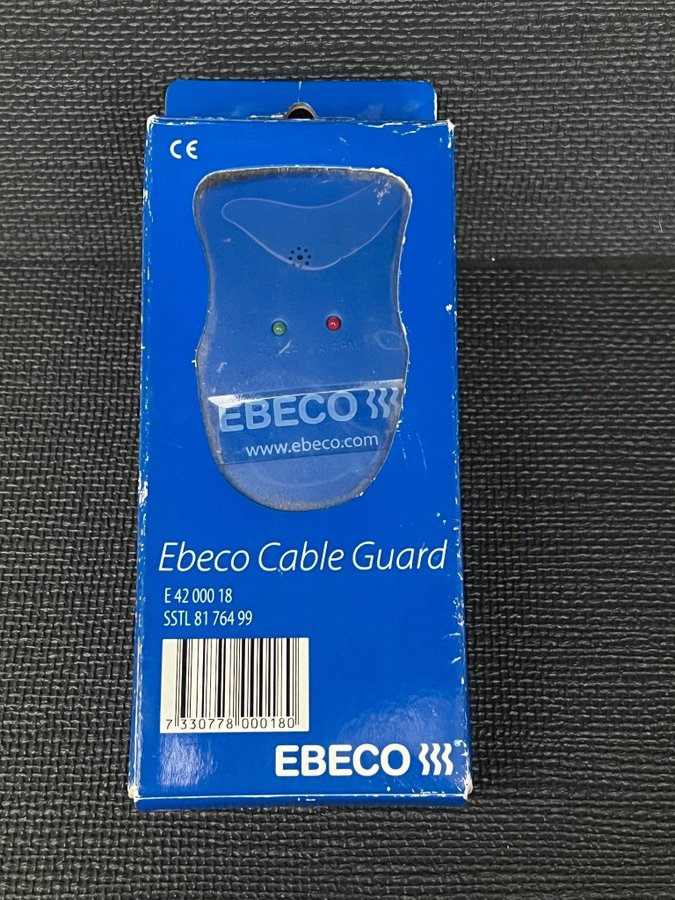 CE
EBECO
www.ebeco.com
Ebeco Cable Guard
E 42 000 18
SSTL 81 764 99
7 330778 000180
EBECO